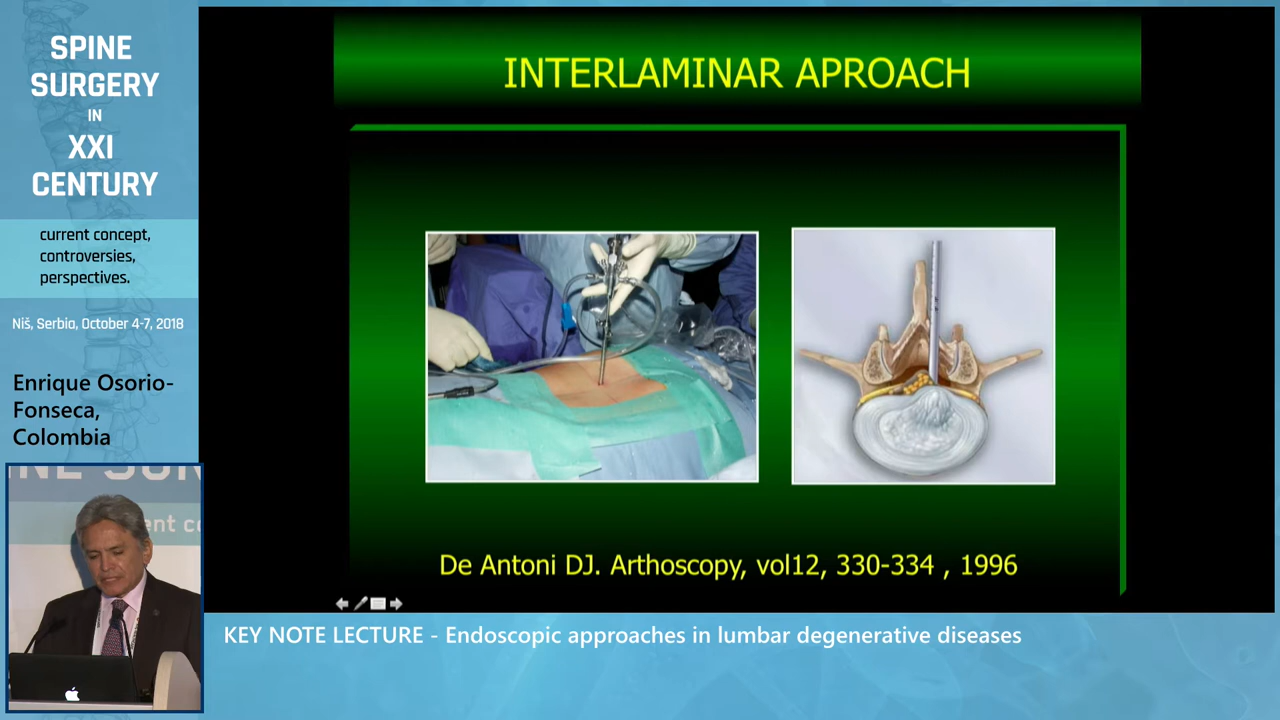 SPINE
SURGERY
IN
XXI
CENTURY
current concept,
controversies,
perspectives.
Niš, Serbia, October 4-7, 2018
Enrique Osorio-
Fonseca,
Colombia
INTERLAMINAR APROACH
De Antoni DJ. Arthoscopy, vol12, 330-334 , 1996
KEY NOTE LECTURE - Endoscopic approaches in lumbar degenerative diseases